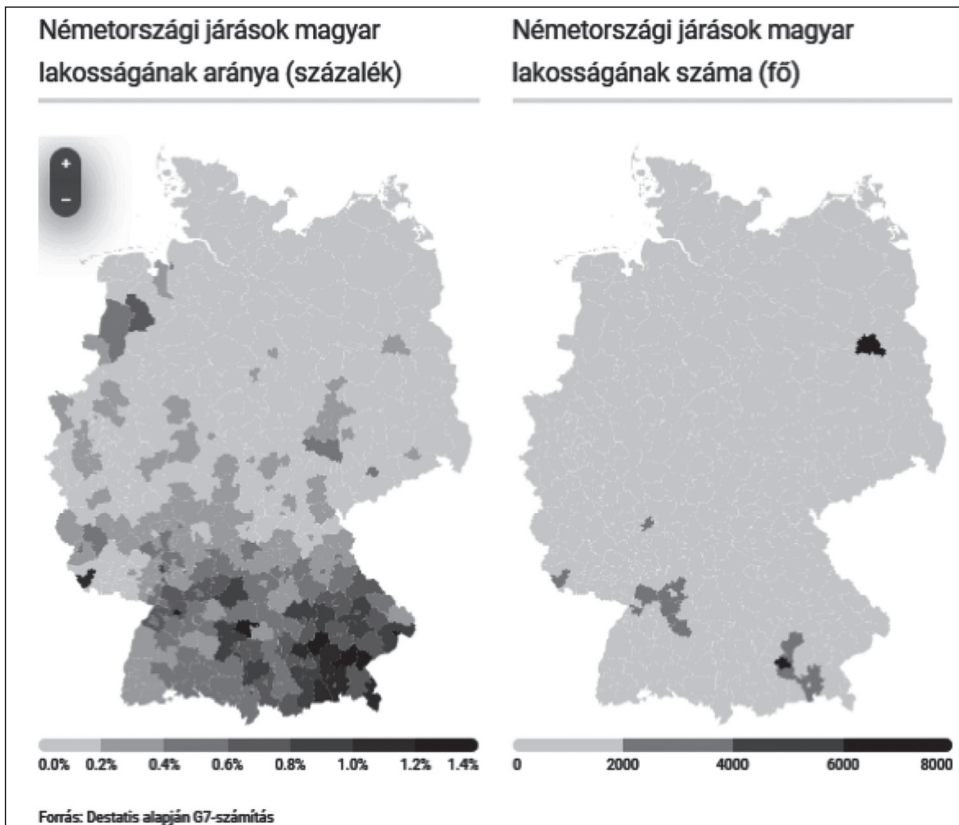 Németországi járások magyar
lakosságának aránya (százalék)
+
−
0.0% 0.2% 0.4% 0.6% 0.8% 1.0% 1.2% 1.4%
Németországi járások magyar
lakosságának száma (fő)
0 2000 4000 6000 8000
Forrás: Destatis alapján G7-számítás